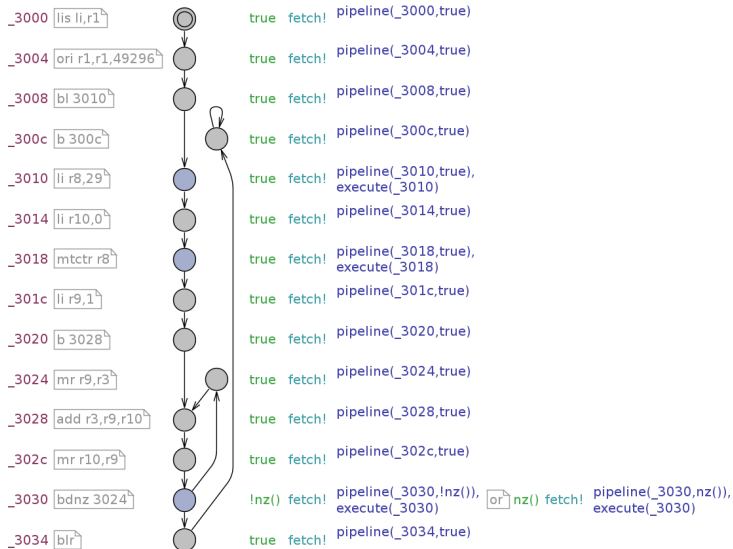 _3000 lis li,r1 true fetch! pipeline(_3000,true)
_3004 ori r1,r1,49296 true fetch! pipeline(_3004,true)
_3008 bl 3010 true fetch! pipeline(_3008,true)
_300c b 300c true fetch! pipeline(_300c,true)
_3010 li r8,29 true fetch! pipeline(_3010,true),
execute(_3010)
_3014 li r10,0 true fetch! pipeline(_3014,true)
_3018 mtctr r8 true fetch! pipeline(_3018,true),
execute(_3018)
_301c li r9,1 true fetch! pipeline(_301c,true)
_3020 b 3028 true fetch! pipeline(_3020,true)
_3024 mr r9,r3 true fetch! pipeline(_3024,true)
_3028 add r3,r9,r10 true fetch! pipeline(_3028,true)
_302c mr r10,r9 true fetch! pipeline(_302c,true)
_3030 bdnz 3024 !nz() fetch! pipeline(_3030,!nz()), or nz() fetch! pipeline(_3030,nz()),
execute(_3030) execute(_3030)
_3034 blr true fetch! pipeline(_3034,true)